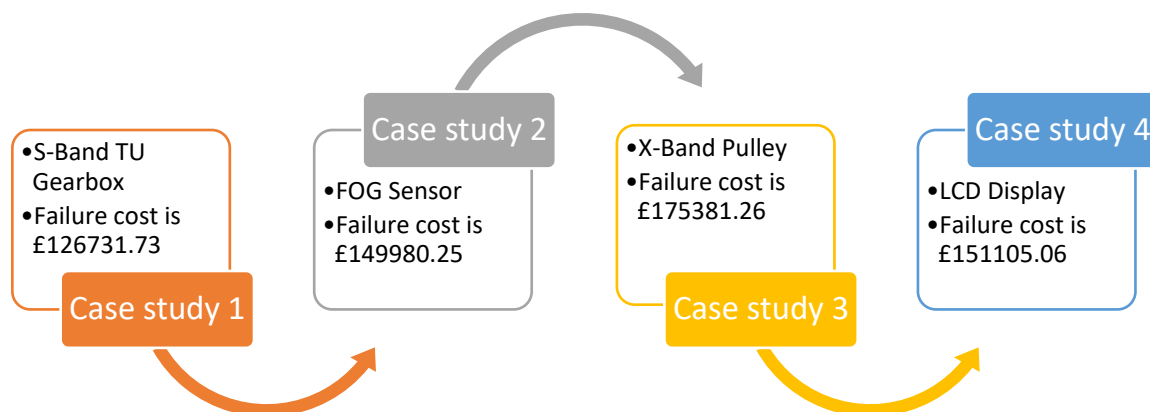 •S-Band TU
Gearbox
•Failure cost is
£126731.73
Case study 1
Case study 2
•FOG Sensor
•Failure cost is
£149980.25
•X-Band Pulley
•Failure cost is
£175381.26
Case study 3
Case study 4
•LCD Display
•Failure cost is
£151105.06